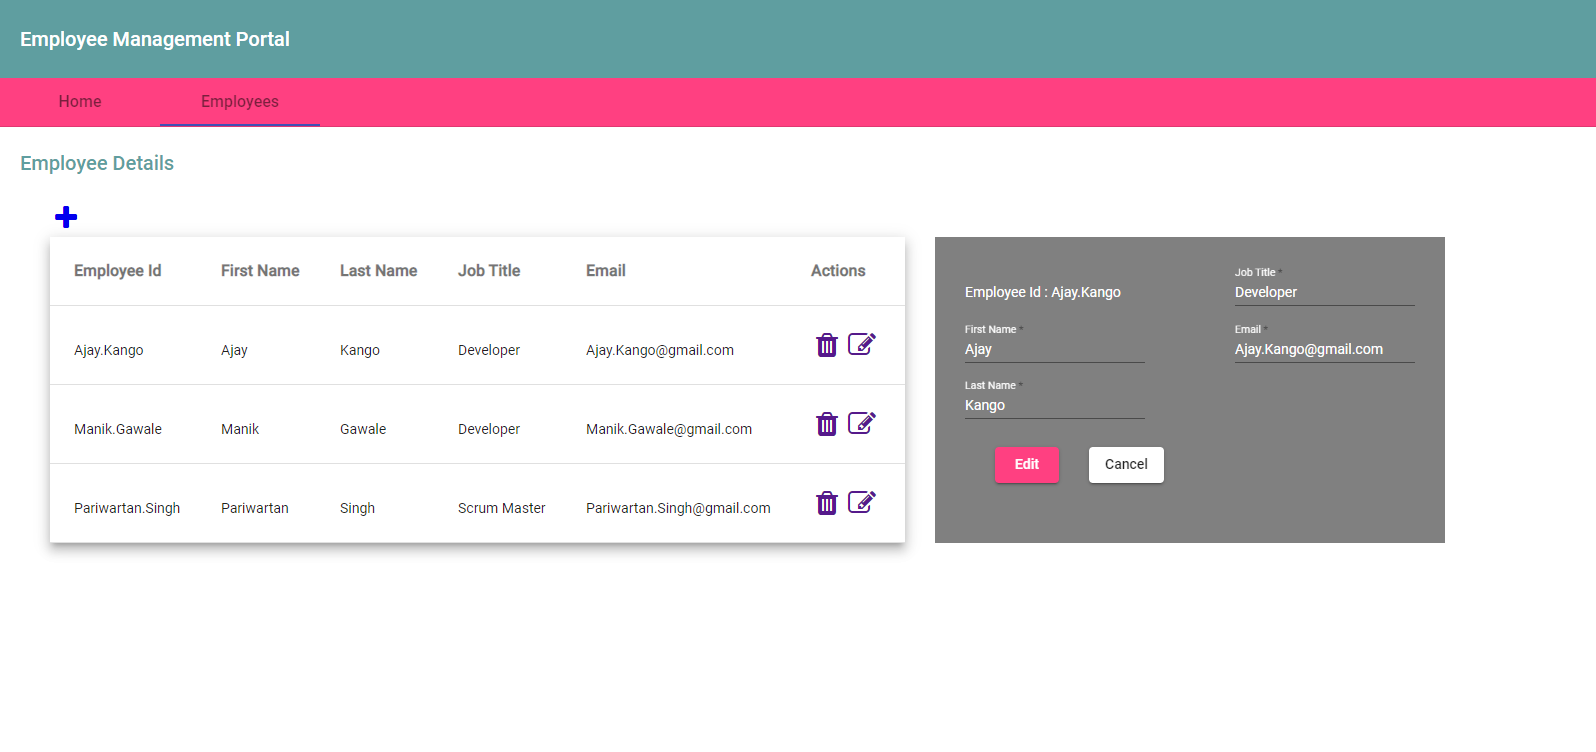 Employee Management Portal
Home Employees
Employee Details
Employee Id First Name Last Name Job Title Email Actions
Ajay.Kango Ajay Kango Developer Ajay.Kango@gmail.com
Manik.Gawale Manik Gawale Developer Manik.Gawale@gmail.com
Pariwartan.Singh Pariwartan Singh Scrum Master Pariwartan.Singh@gmail.com
Employee Id : Ajay.Kango
First Name *
Ajay
Last Name *
Kango
Job Title *
Developer
Email *
Ajay.Kango@gmail.com
Edit Cancel